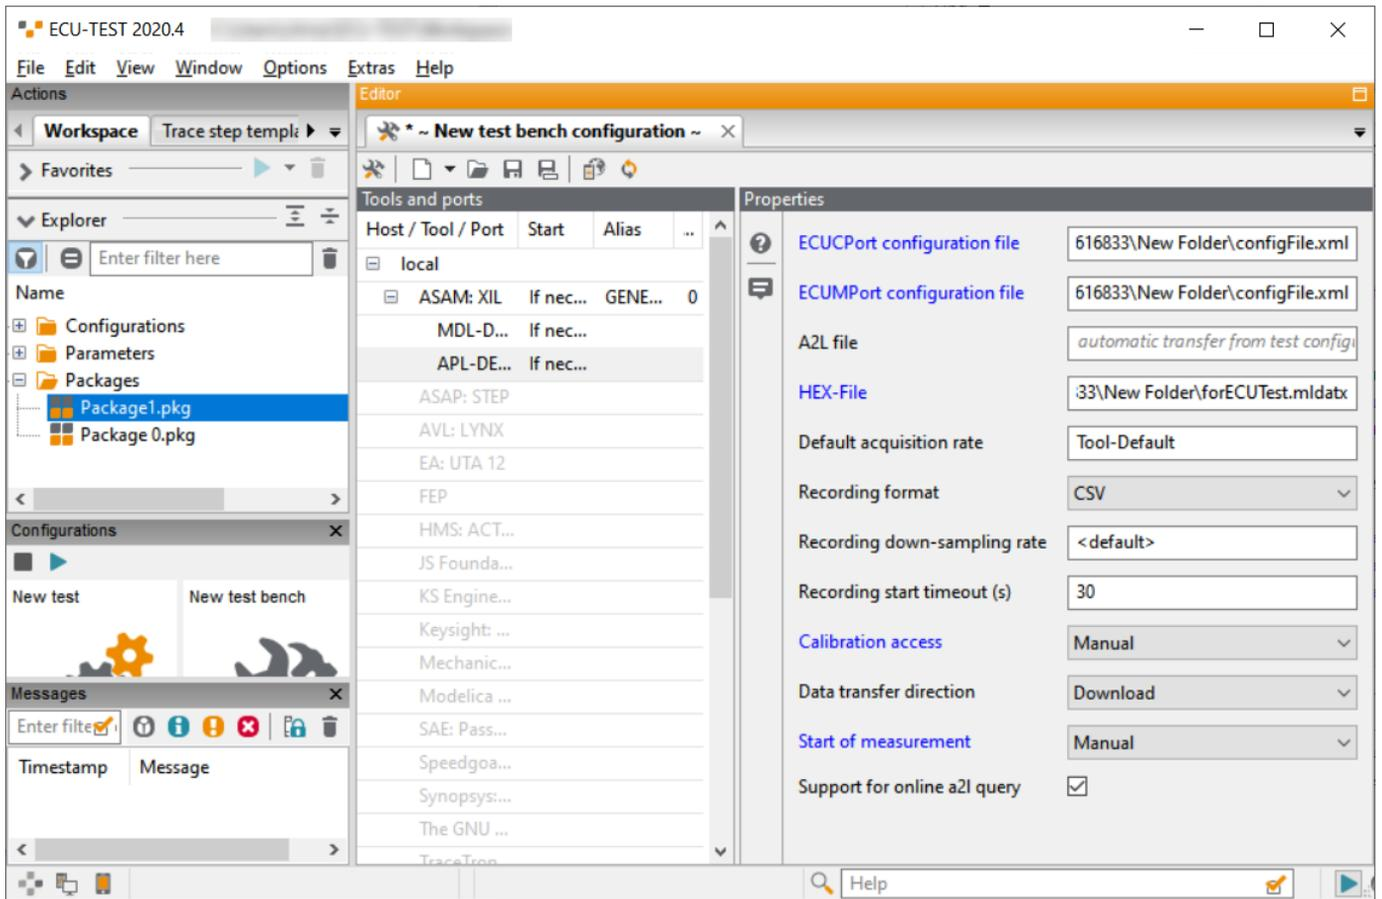 ECU-TEST 2020.4
File Edit View Window Options Extras Help
Actions
Workspace Trace step templa
Favorites
Explorer
Enter filter here
Name
Configurations
Parameters
Packages
Package1.pkg
Package 0.pkg
Configurations
New test New test bench
Messages
Enter filte
Timestamp Message
Editor
* ~ New test bench configuration ~
Tools and ports
Host / Tool / Port Start Alias ...
local
ASAM: XIL If nec... GENE... 0
MDL-D... If nec...
APL-DE... If nec...
ASAP: STEP
AVL: LYNX
EA: UTA 12
FEP
HMS: ACT...
JS Founda...
KS Engine...
Keysight: ...
Mechanic...
Modelica ...
SAE: Pass...
Speedgoa...
Synopsys:...
The GNU ...
TraceTron
Properties
ECUCPort configuration file 616833\New Folder\configFile.xml
ECUMPort configuration file 616833\New Folder\configFile.xml
A2L file automatic transfer from test configu
HEX-File 33\New Folder\forECUTest.mldatx
Default acquisition rate Tool-Default
Recording format CSV
Recording down-sampling rate <default>
Recording start timeout (s) 30
Calibration access Manual
Data transfer direction Download
Start of measurement Manual
Support for online a2l query
Help